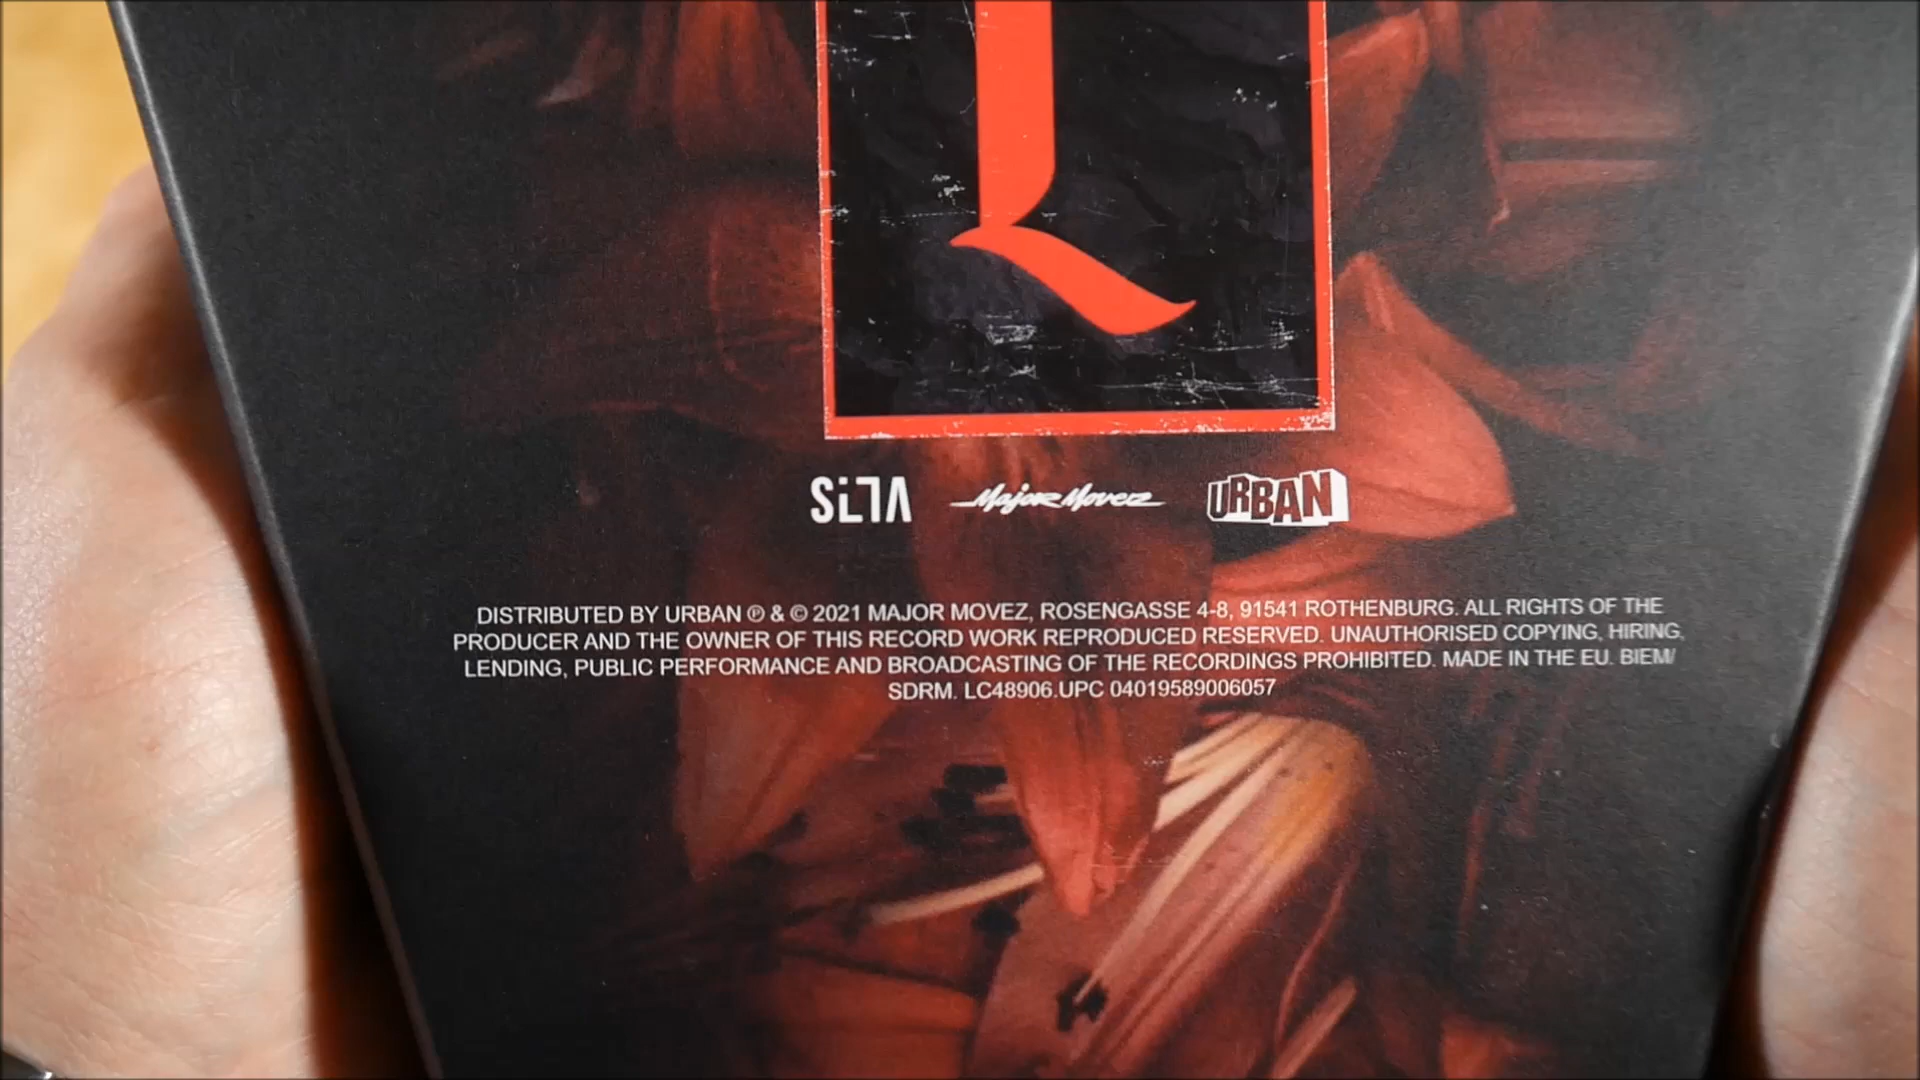 SILLA
Major Movez
URBAN
DISTRIBUTED BY URBAN ℗ & © 2021 MAJOR MOVEZ, ROSENGASSE 4-8, 91541 ROTHENBURG. ALL RIGHTS OF THE
PRODUCER AND THE OWNER OF THIS RECORD WORK REPRODUCED RESERVED. UNAUTHORISED COPYING, HIRING,
LENDING, PUBLIC PERFORMANCE AND BROADCASTING OF THE RECORDINGS PROHIBITED. MADE IN THE EU. BIEM/
SDRM. LC48906.UPC 04019589006057